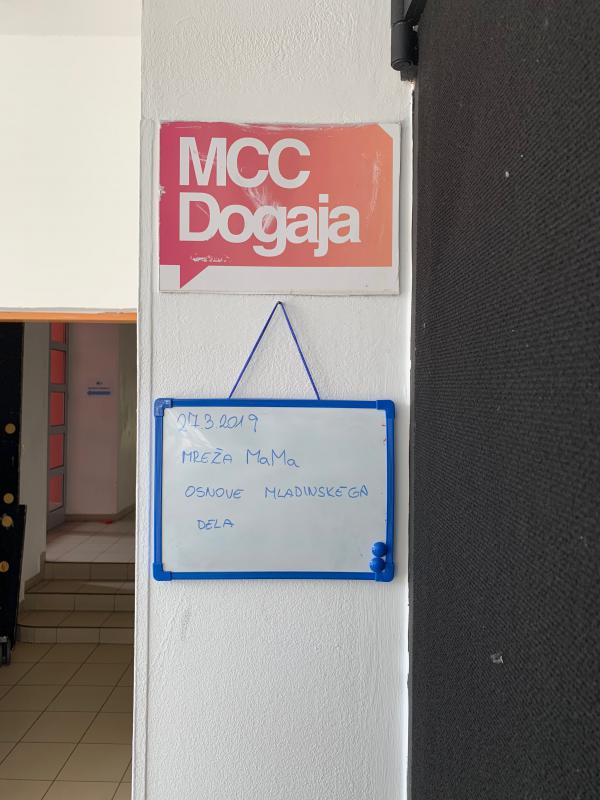 MCC
Dogaja
27.3.2019
MREŽA MaMa
OSNOVE MLADINSKEGA
DELA